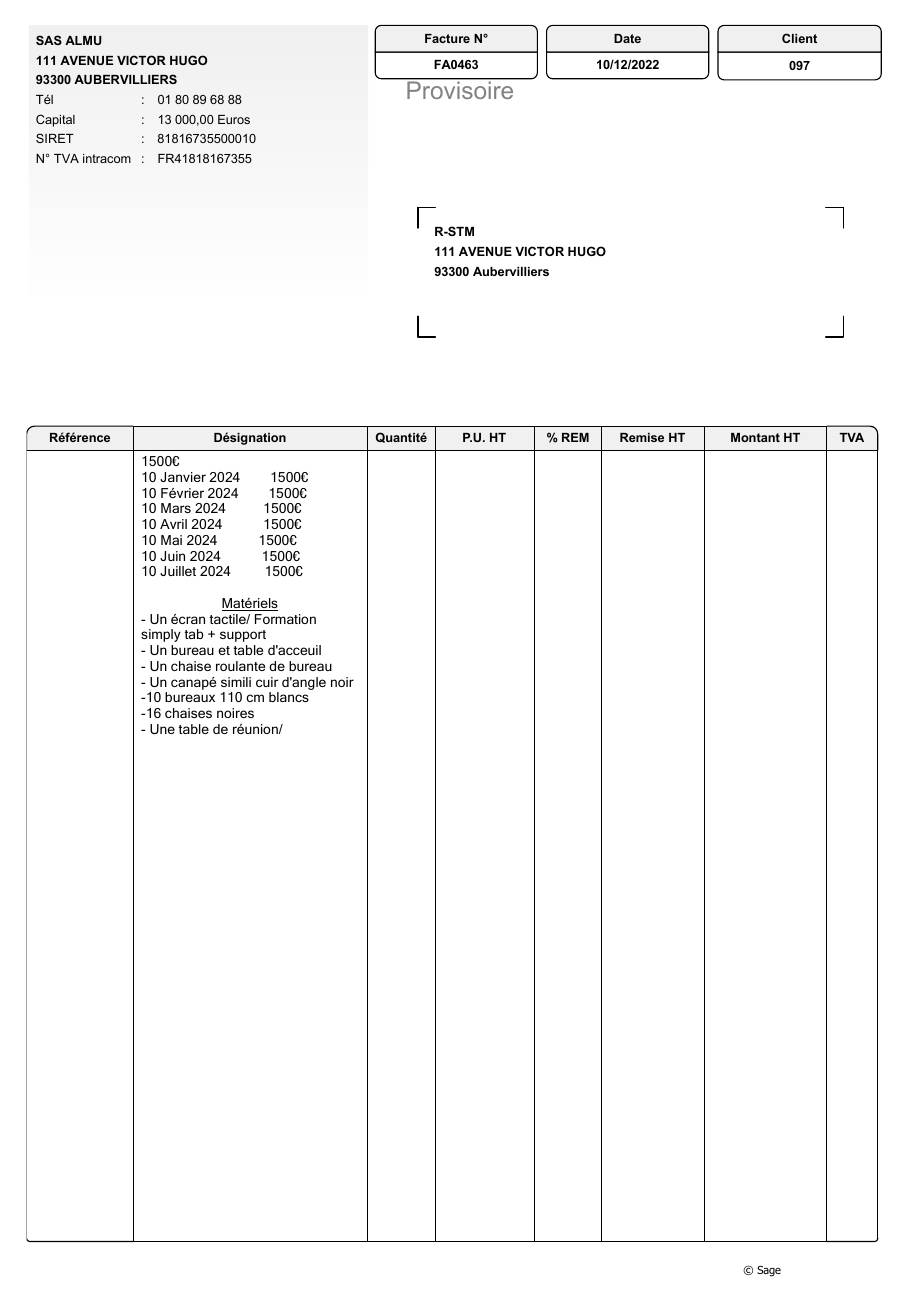 SAS ALMU
111 AVENUE VICTOR HUGO
93300 AUBERVILLIERS
Tél : 01 80 89 68 88
Capital : 13 000,00 Euros
SIRET : 81816735500010
N° TVA intracom : FR41818167355
Facture N° Date Client
FA0463 10/12/2022 097
Provisoire
R-STM
111 AVENUE VICTOR HUGO
93300 Aubervilliers
Référence Désignation Quantité P.U. HT % REM Remise HT Montant HT TVA
1500€
10 Janvier 2024 1500€
10 Février 2024 1500€
10 Mars 2024 1500€
10 Avril 2024 1500€
10 Mai 2024 1500€
10 Juin 2024 1500€
10 Juillet 2024 1500€
Matériels
- Un écran tactile/ Formation
simply tab + support
- Un bureau et table d'acceuil
- Un chaise roulante de bureau
- Un canapé simili cuir d'angle noir
-10 bureaux 110 cm blancs
-16 chaises noires
- Une table de réunion/
© Sage